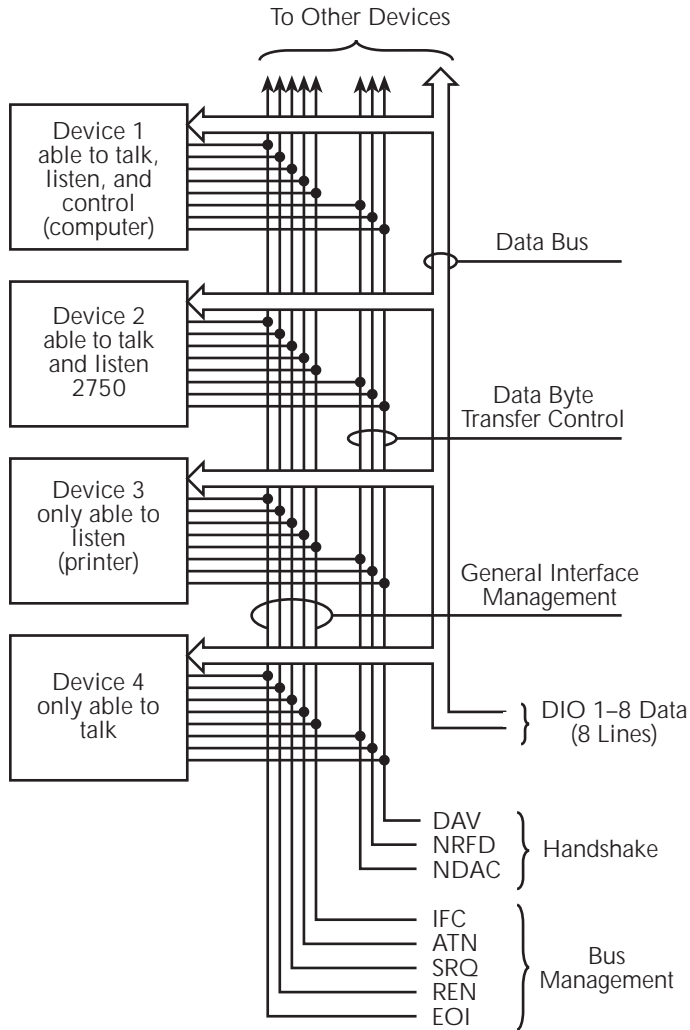 To Other Devices
Device 1
able to talk,
listen, and
control
(computer)
Data Bus
Device 2
able to talk
and listen
2750
Data Byte
Transfer Control
Device 3
only able to
listen
(printer)
General Interface
Management
Device 4
only able to
talk
DIO 1–8 Data
(8 Lines)
DAV
NRFD
NDAC
Handshake
IFC
ATN
SRQ
REN
EOI
Bus
Management